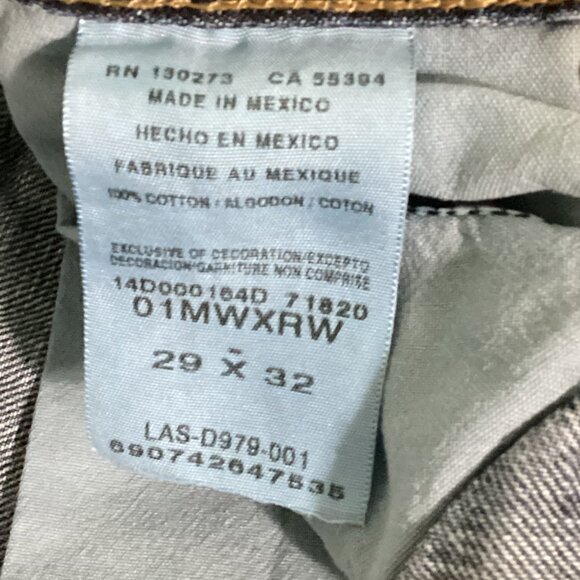 RN 130273 CA 55394
MADE IN MEXICO
HECHO EN MEXICO
FABRIQUE AU MEXIQUE
100% COTTON / ALGODON / COTON
EXCLUSIVE OF DECORATION/EXCEPTO
DECORACION/GARNITURE NON COMPRISE
14D000164D 71820
01MWXRW
29 X 32
LAS-D979-001
690742647535